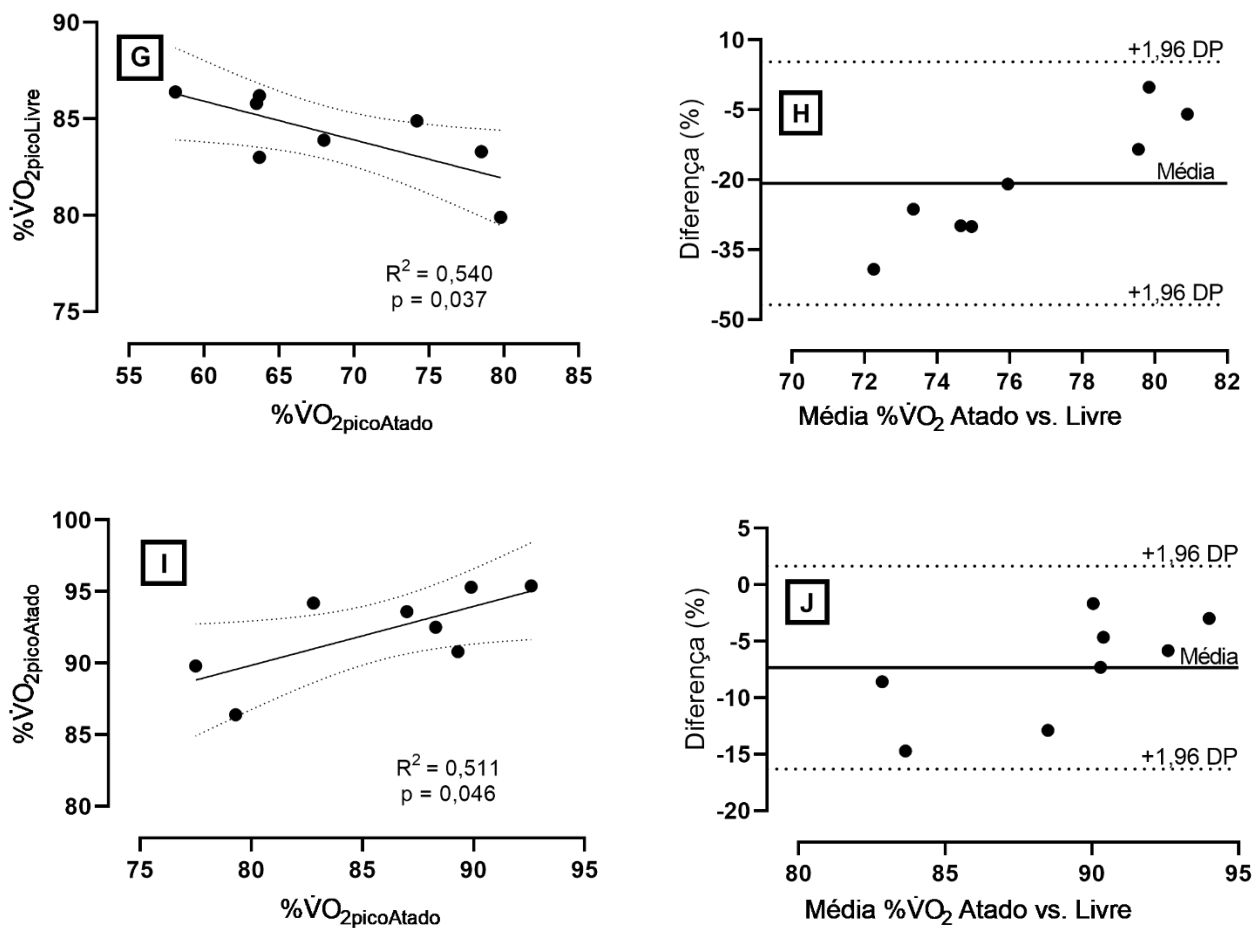 90
85
80
75
G
%V̇O2picoLivre
R2 = 0,540
p = 0,037
55 60 65 70 75 80 85
%V̇O2picoAtado
10
-5
-20
-35
-50
+1,96 DP
H
Diferença (%)
Média
+1,96 DP
70 72 74 76 78 80 82
Média %V̇O2 Atado vs. Livre
100
95
90
85
80
I
%V̇O2picoAtado
R2 = 0,511
p = 0,046
75 80 85 90 95
%V̇O2picoAtado
5
0
-5
-10
-15
-20
+1,96 DP
J
Diferença (%)
Média
+1,96 DP
80 85 90 95
Média %V̇O2 Atado vs. Livre